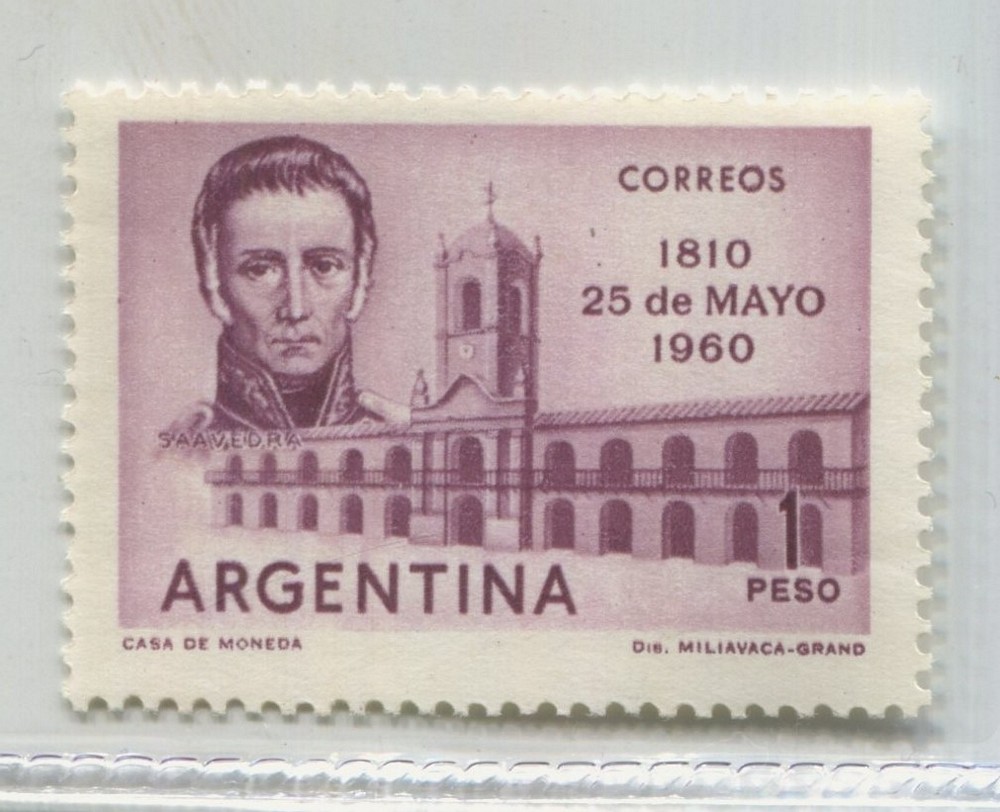 CORREOS
1810
25 de MAYO
1960
SAAVEDRA
1
PESO
ARGENTINA
CASA DE MONEDA
DIB. MILIAVACA-GRAND